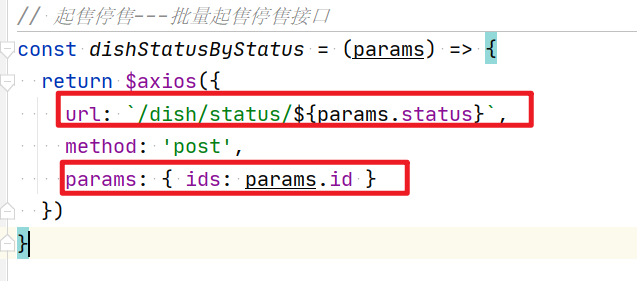 // 起售停售---批量起售停售接口
const dishStatusByStatus = (params) => {
  return $axios({
    url: `/dish/status/${params.status}`,
    method: 'post',
    params: { ids: params.id }
  })
}